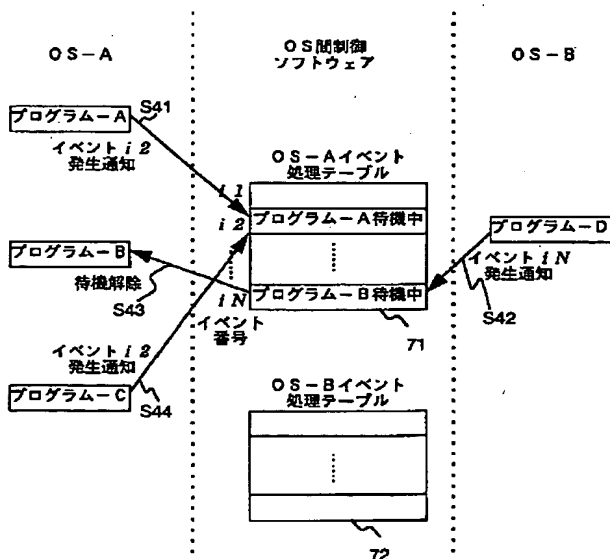 OS-A
OS間制御
ソフトウェア
OS-B
S41
プログラム-A
イベントi2
発生通知
OS-Aイベント
処理テーブル
i1
i2
プログラム-A待機中
プログラム-B
プログラム-D
待機解除
iN
プログラム-B待機中
イベントiN
発生通知
S43
イベント
番号
S42
71
イベントi2
発生通知
プログラム-C
S44
OS-Bイベント
処理テーブル
72